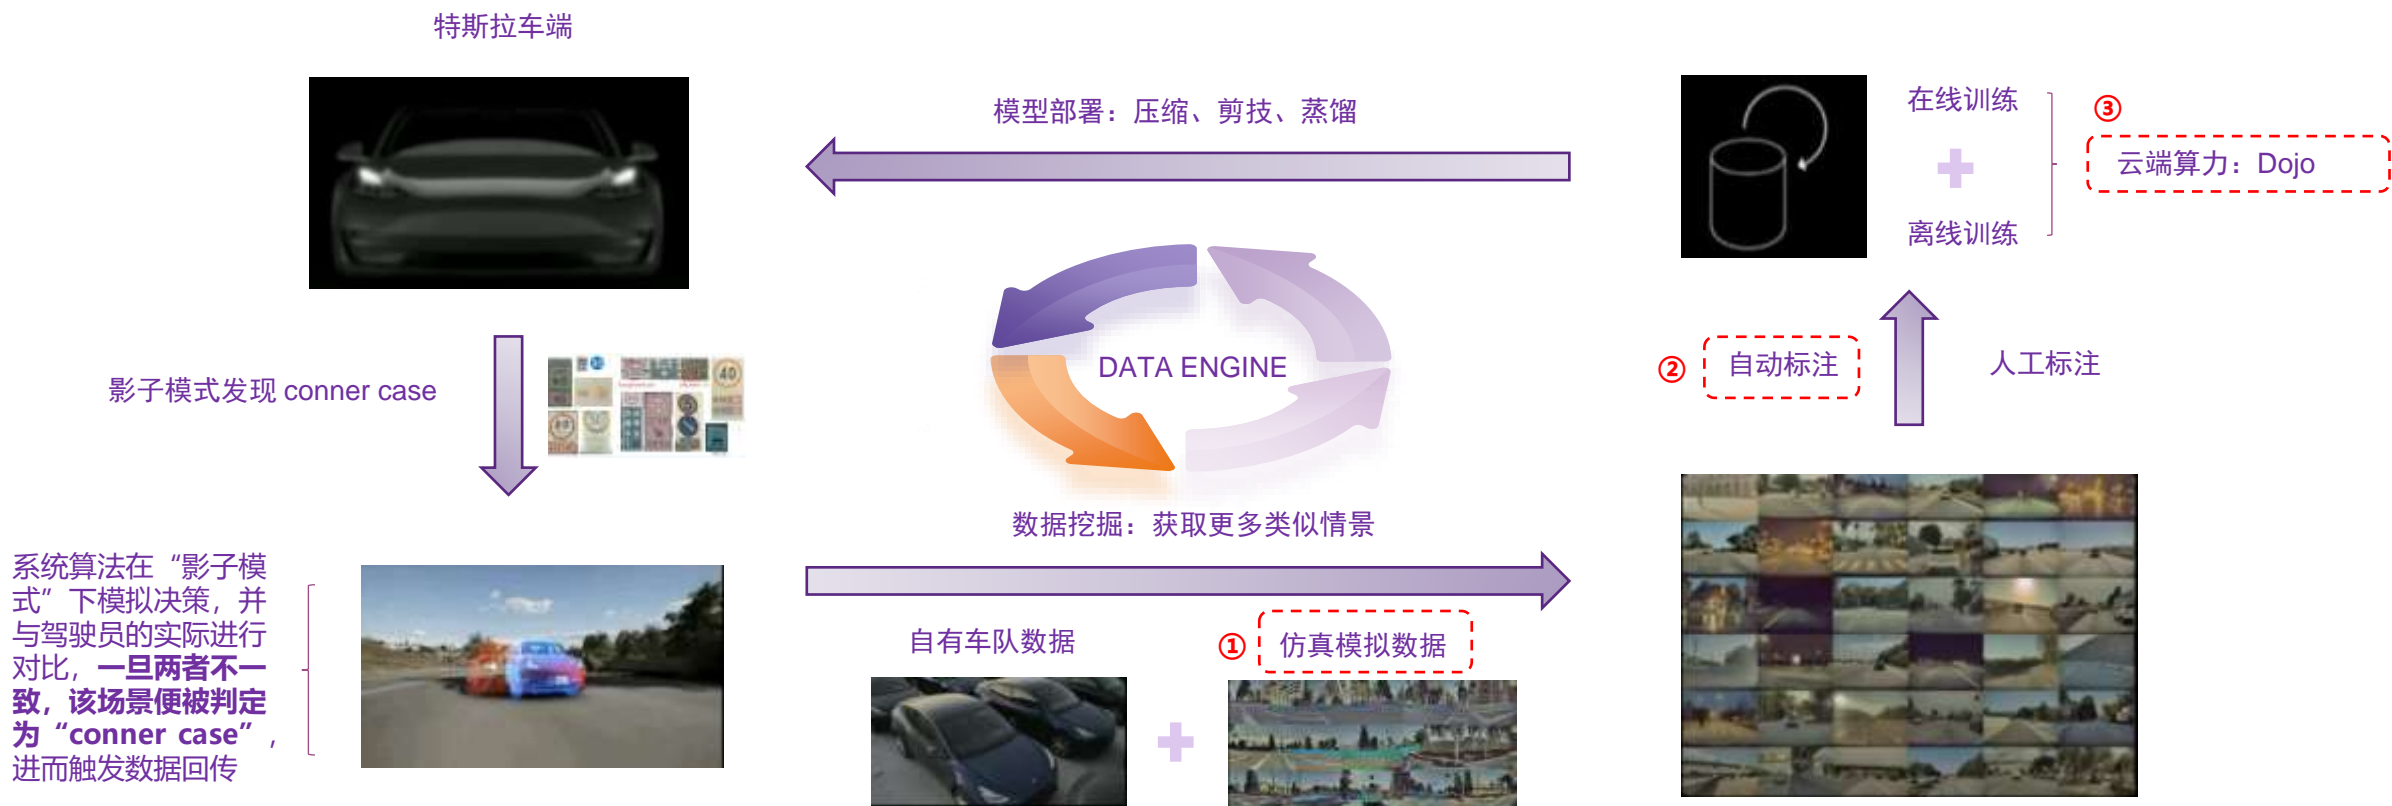 特斯拉车端
模型部署：压缩、剪技、蒸馏
在线训练
③
云端算力：Dojo
离线训练
影子模式发现 conner case
DATA ENGINE
②
自动标注
人工标注
数据挖掘：获取更多类似情景
系统算法在“影子模
式”下模拟决策，并
与驾驶员的实际进行
对比，一旦两者不一
致，该场景便被判定
为“conner case”，
进而触发数据回传
自有车队数据
①
仿真模拟数据
40